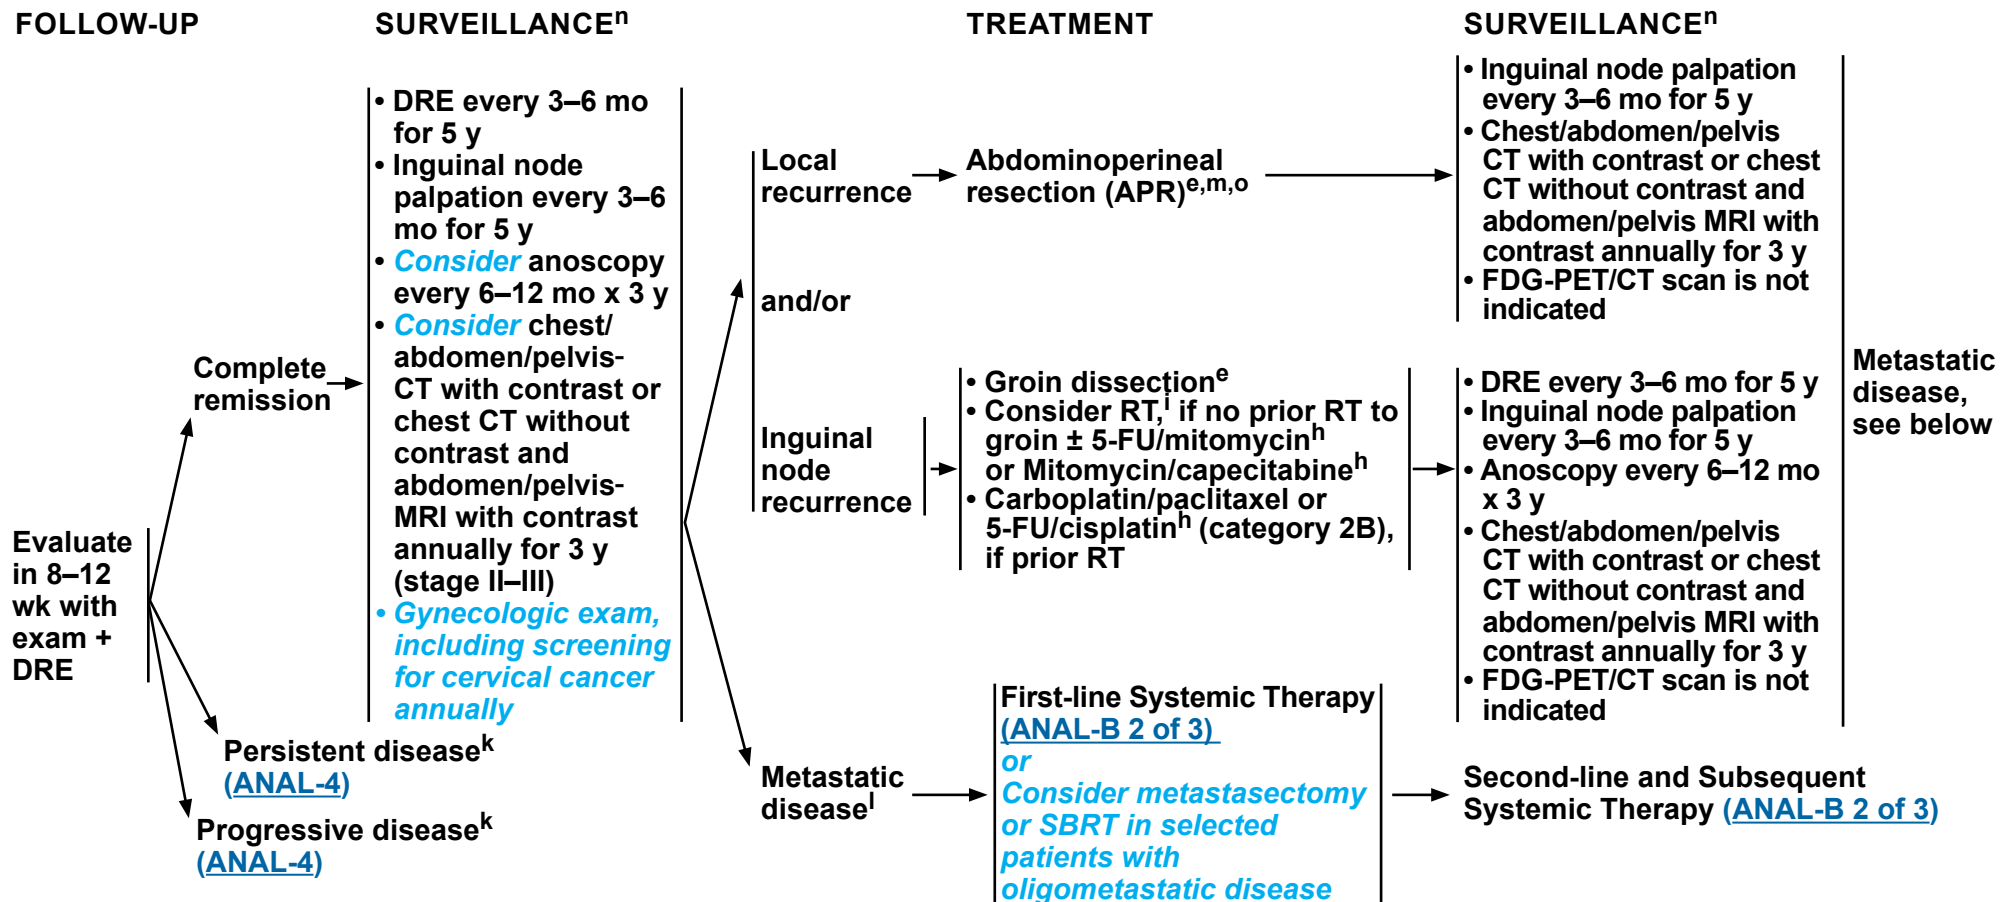 FOLLOW-UP
SURVEILLANCEⁿ
TREATMENT
SURVEILLANCEⁿ
Evaluate
in 8–12
wk with
exam +
DRE
Complete
remission
Persistent diseaseᵏ
(ANAL-4)
Progressive diseaseᵏ
(ANAL-4)
• DRE every 3–6 mo
for 5 y
• Inguinal node
palpation every 3–6
mo for 5 y
• Consider anoscopy
every 6–12 mo x 3 y
• Consider chest/
abdomen/pelvis-
CT with contrast or
chest CT without
contrast and
abdomen/pelvis-
MRI with contrast
annually for 3 y
(stage II–III)
• Gynecologic exam,
including screening
for cervical cancer
annually
Local
recurrence
and/or
Inguinal
node
recurrence
Metastatic
diseaseˡ
Abdominoperineal
resection (APR)ᵉ,ᵐ,ᵒ
• Groin dissectionᵉ
• Consider RT,ⁱ if no prior RT to
groin ± 5-FU/mitomycinʰ
or Mitomycin/capecitabineʰ
• Carboplatin/paclitaxel or
5-FU/cisplatinʰ (category 2B),
if prior RT
First-line Systemic Therapy
(ANAL-B 2 of 3)
or
Consider metastasectomy
or SBRT in selected
patients with
oligometastatic disease
• Inguinal node palpation
every 3–6 mo for 5 y
• Chest/abdomen/pelvis
CT with contrast or chest
CT without contrast and
abdomen/pelvis MRI with
contrast annually for 3 y
• FDG-PET/CT scan is not
indicated
• DRE every 3–6 mo for 5 y
• Inguinal node palpation
every 3–6 mo for 5 y
• Anoscopy every 6–12 mo
x 3 y
• Chest/abdomen/pelvis
CT with contrast or chest
CT without contrast and
abdomen/pelvis MRI with
contrast annually for 3 y
• FDG-PET/CT scan is not
indicated
Second-line and Subsequent
Systemic Therapy (ANAL-B 2 of 3)
Metastatic
disease,
see below